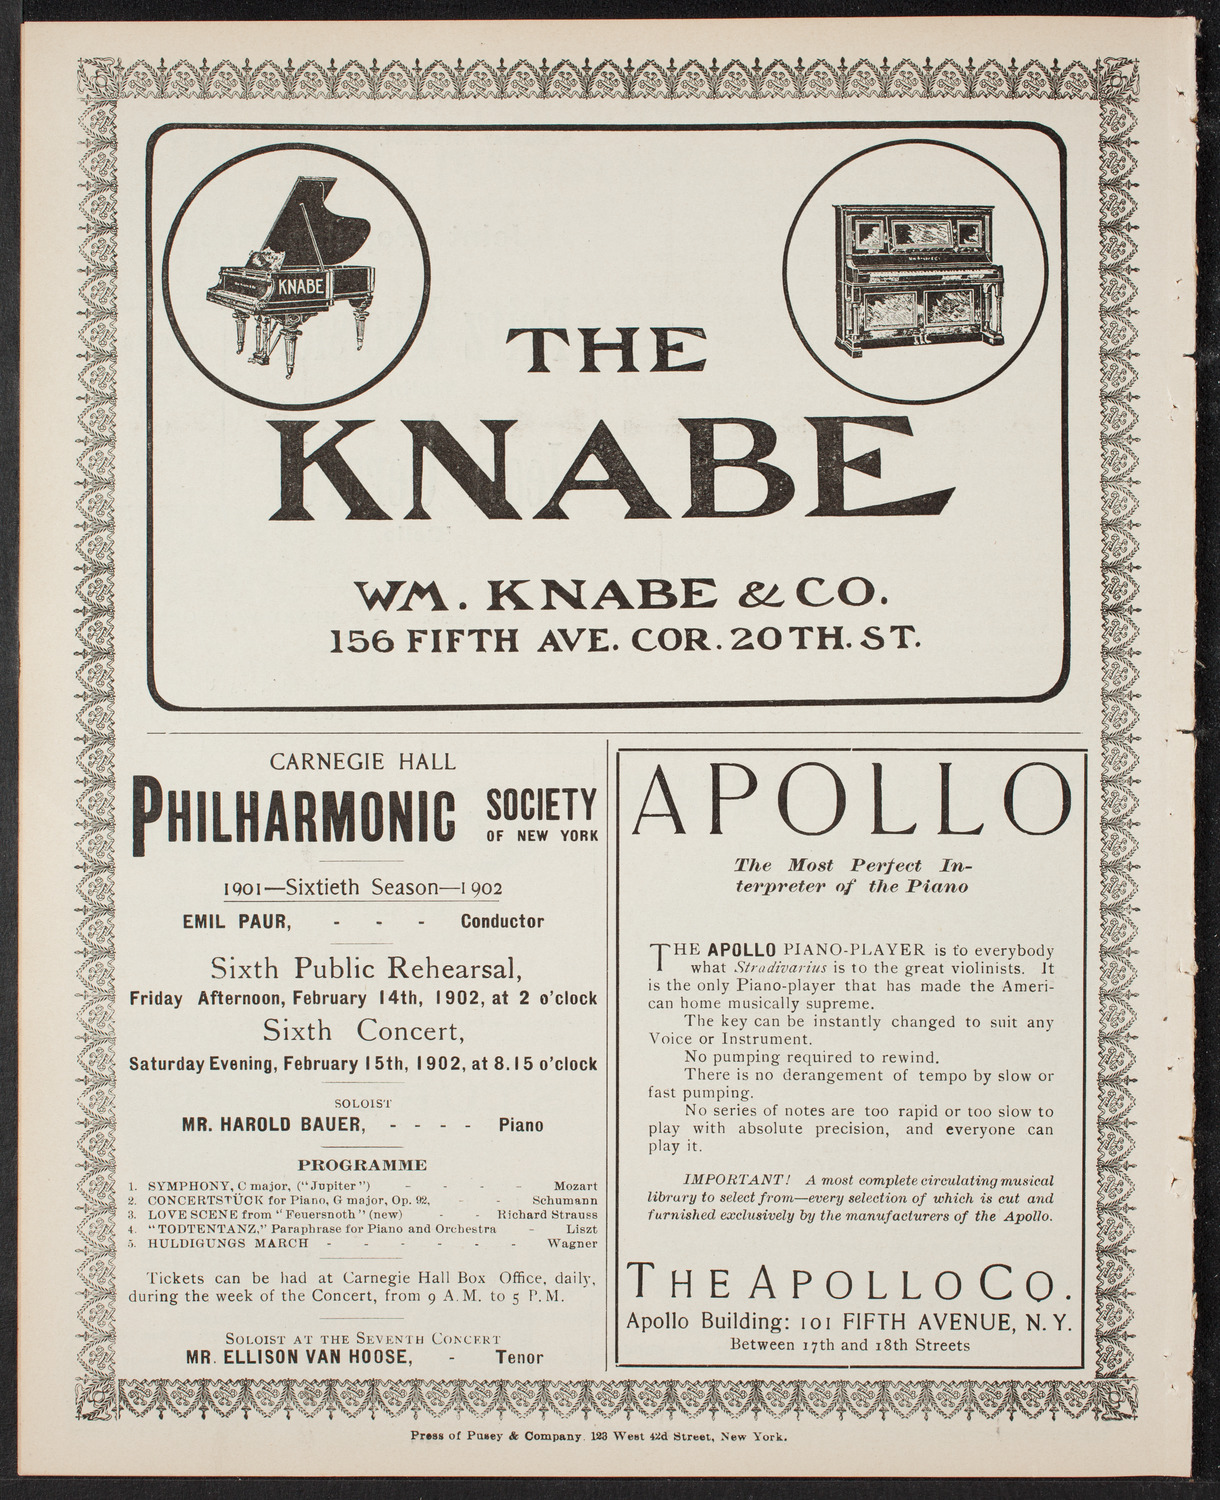 KNABE
THE
KNABE
WM. KNABE & CO.
156 FIFTH AVE. COR. 20TH. ST.
CARNEGIE HALL
PHILHARMONIC SOCIETY
OF NEW YORK
1901—Sixtieth Season—1902
EMIL PAUR, - - - Conductor
Sixth Public Rehearsal,
Friday Afternoon, February 14th, 1902, at 2 o'clock
Sixth Concert,
Saturday Evening, February 15th, 1902, at 8.15 o'clock
SOLOIST
MR. HAROLD BAUER, - - - - Piano
PROGRAMME
1. SYMPHONY, C major, ("Jupiter") - - - - Mozart
2. CONCERTSTÜCK for Piano, G major, Op. 92, - - Schumann
3. LOVE SCENE from "Feuersnoth" (new) - - Richard Strauss
4. "TODTENTANZ," Paraphrase for Piano and Orchestra - Liszt
5. HULDIGUNGS MARCH - - - - - - Wagner
Tickets can be had at Carnegie Hall Box Office, daily,
during the week of the Concert, from 9 A.M. to 5 P.M.
SOLOIST AT THE SEVENTH CONCERT
MR. ELLISON VAN HOOSE, - Tenor
APOLLO
The Most Perfect In-
terpreter of the Piano
THE APOLLO PIANO-PLAYER is to everybody
what Stradivarius is to the great violinists. It
is the only Piano-player that has made the Ameri-
can home musically supreme.
The key can be instantly changed to suit any
Voice or Instrument.
No pumping required to rewind.
There is no derangement of tempo by slow or
fast pumping.
No series of notes are too rapid or too slow to
play with absolute precision, and everyone can
play it.
IMPORTANT! A most complete circulating musical
library to select from—every selection of which is cut and
furnished exclusively by the manufacturers of the Apollo.
THE APOLLO CO.
Apollo Building: 101 FIFTH AVENUE, N. Y.
Between 17th and 18th Streets
Press of Pusey & Company, 123 West 42d Street, New York.